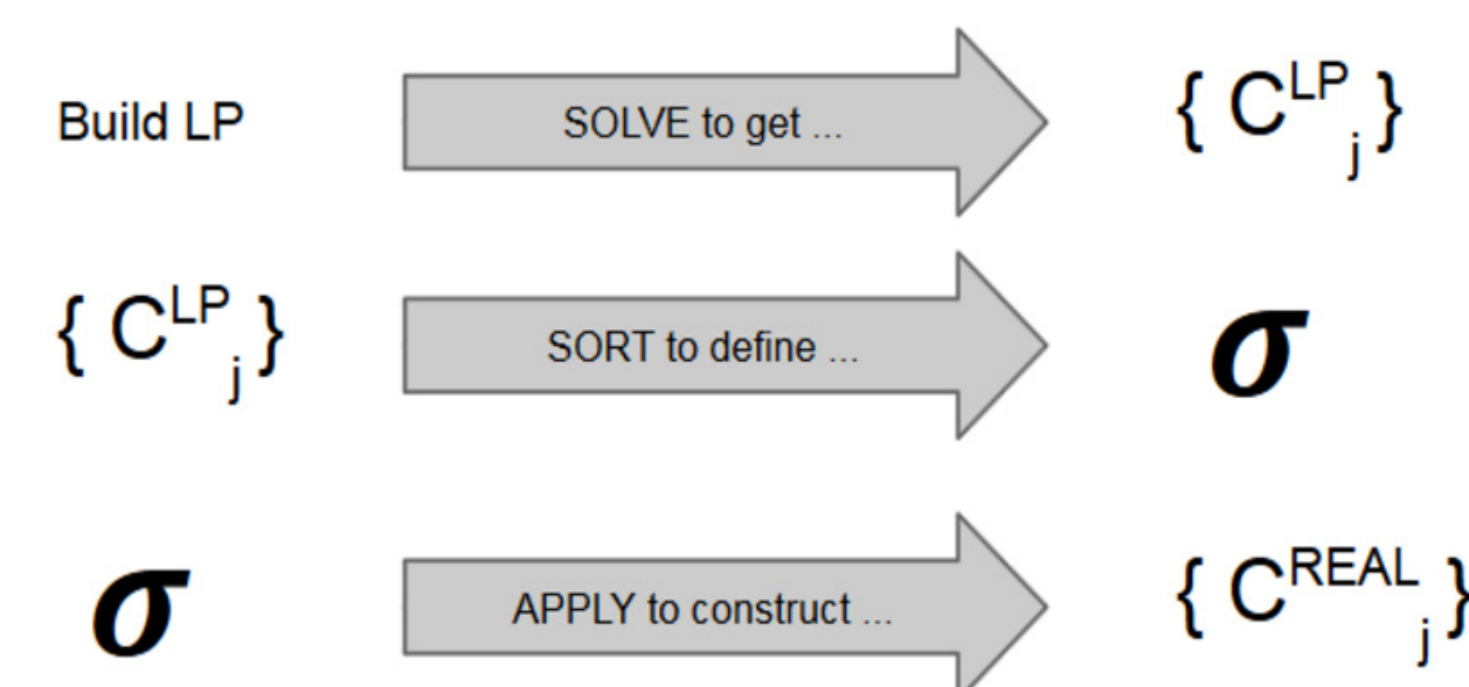 Build LP SOLVE to get ... { C^LP_j }
{ C^LP_j } SORT to define ... σ
σ APPLY to construct ... { C^REAL_j }